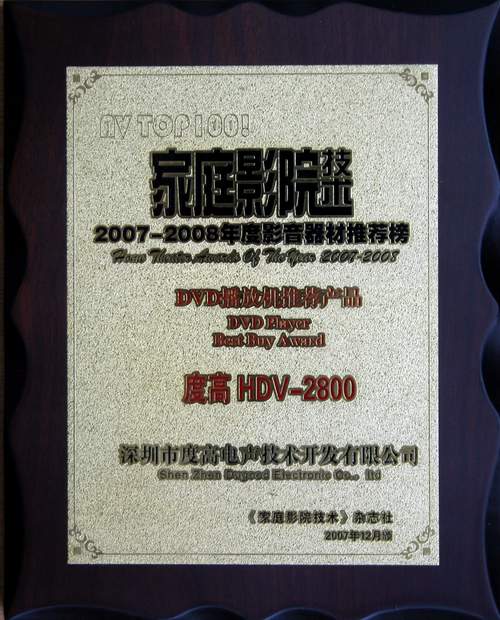 AV TOP100!
家庭影院技术
2007-2008年度影音器材推荐榜
Home Theater Awards Of The Year 2007-2008
DVD播放机推荐产品
DVD Player
Best Buy Award
度高 HDV-2800
深圳市度高电声技术开发有限公司
Shen Zhen Dugood Electronic Co., ltd
《家庭影院技术》杂志社
2007年12月颁